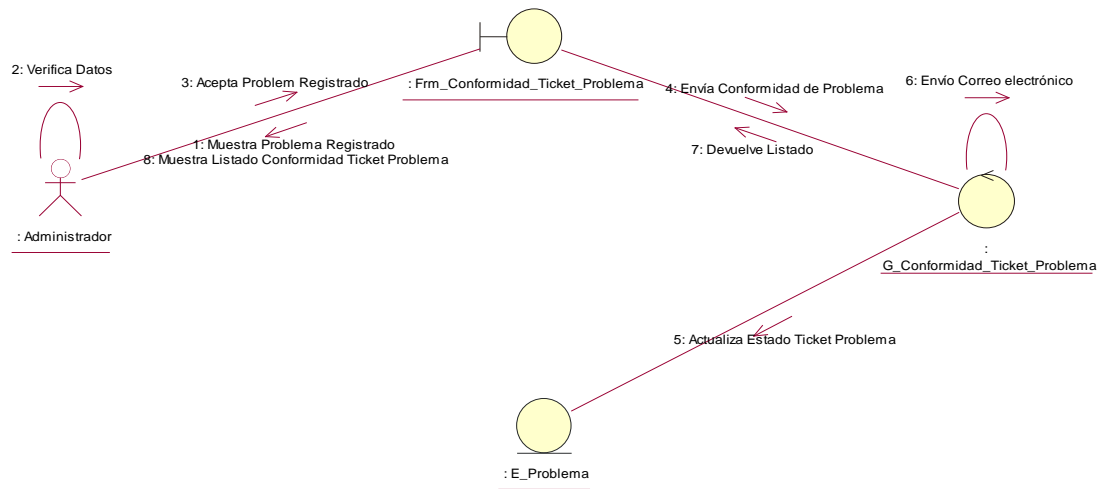 2: Verifica Datos
3: Acepta Problem Registrado
: Frm_Conformidad_Ticket_Problema
4: Envía Conformidad de Problema
6: Envío Correo electrónico
1: Muestra Problema Registrado
8: Muestra Listado Conformidad Ticket Problema
7: Devuelve Listado
: Administrador
:
G_Conformidad_Ticket_Problema
5: Actualiza Estado Ticket Problema
: E_Problema